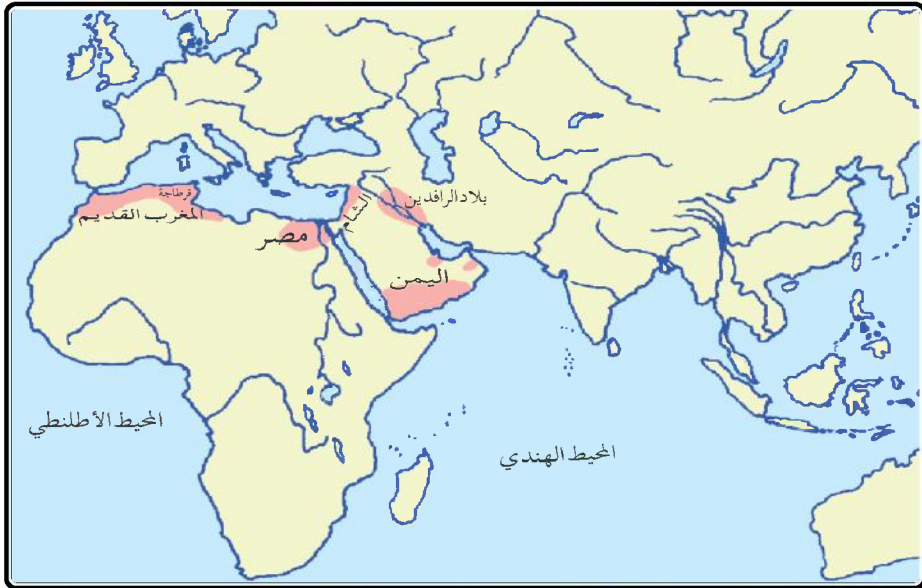 قرطاجة
المغرب القديم
مصر
الشام
بلاد الرافدين
اليمن
المحيط الأطلنطي
المحيط الهندي